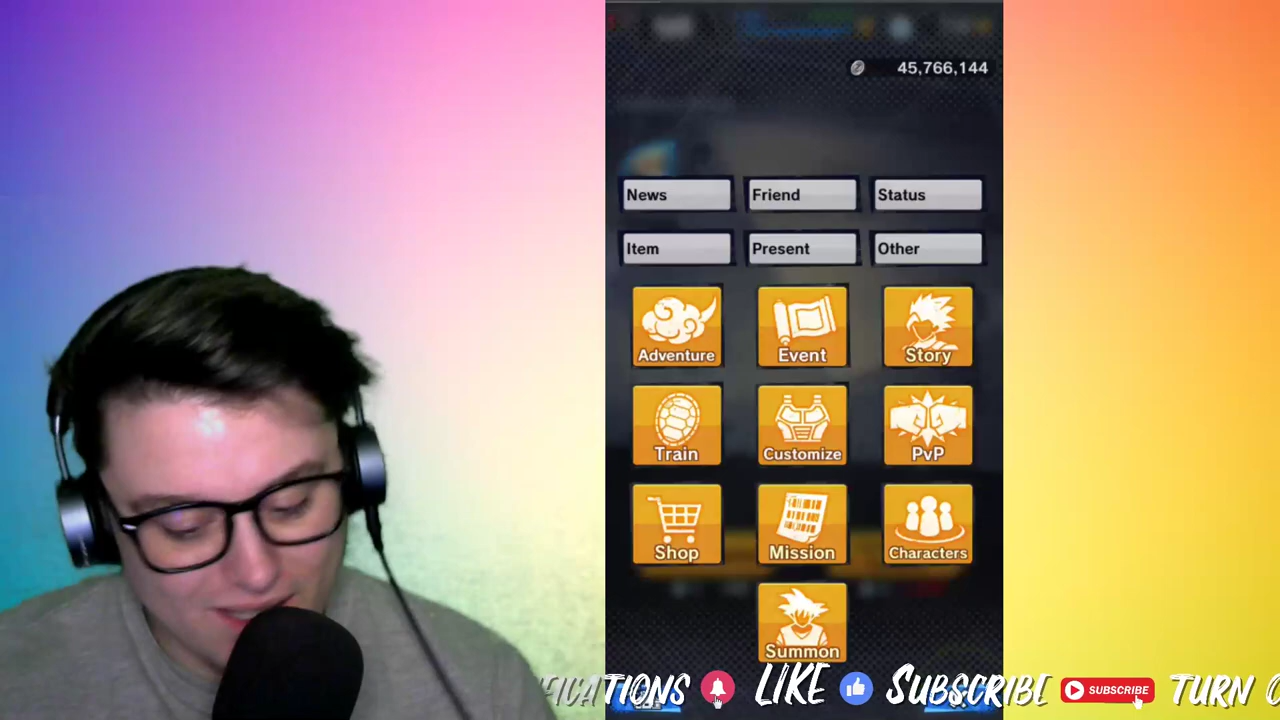 45,766,144
News Friend Status
Item Present Other
Adventure Event Story
Train Customize PvP
Shop Mission Characters
Summon
TIONS LIKE SUBSCRIBE SUBSCRIBE TURN